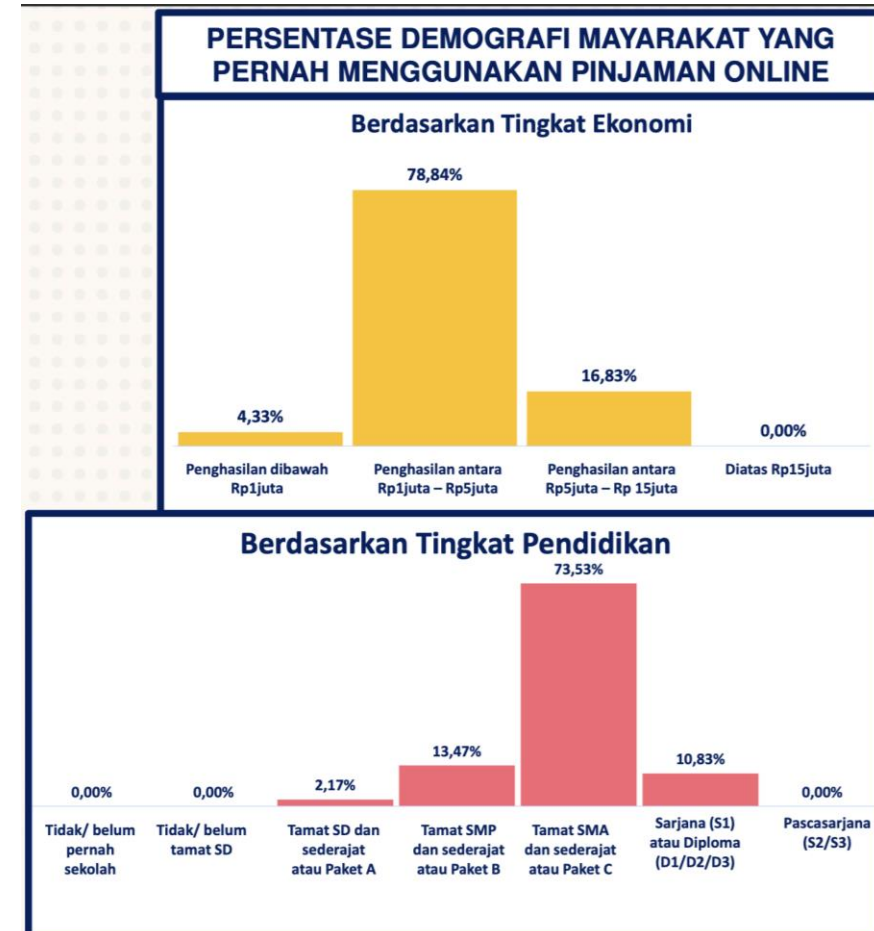 PERSENTASE DEMOGRAFI MAYARAKAT YANG
PERNAH MENGGUNAKAN PINJAMAN ONLINE
Berdasarkan Tingkat Ekonomi
78,84%
16,83%
4,33%
0,00%
Penghasilan dibawah
Rp1juta
Penghasilan antara
Rp1juta – Rp5juta
Penghasilan antara
Rp5juta – Rp 15juta
Diatas Rp15juta
Berdasarkan Tingkat Pendidikan
73,53%
13,47%
10,83%
0,00%
0,00%
2,17%
0,00%
Tidak/ belum
pernah
sekolah
Tidak/ belum
tamat SD
Tamat SD dan
sederajat
atau Paket A
Tamat SMP
dan sederajat
atau Paket B
Tamat SMA
dan sederajat
atau Paket C
Sarjana (S1)
atau Diploma
(D1/D2/D3)
Pascasarjana
(S2/S3)